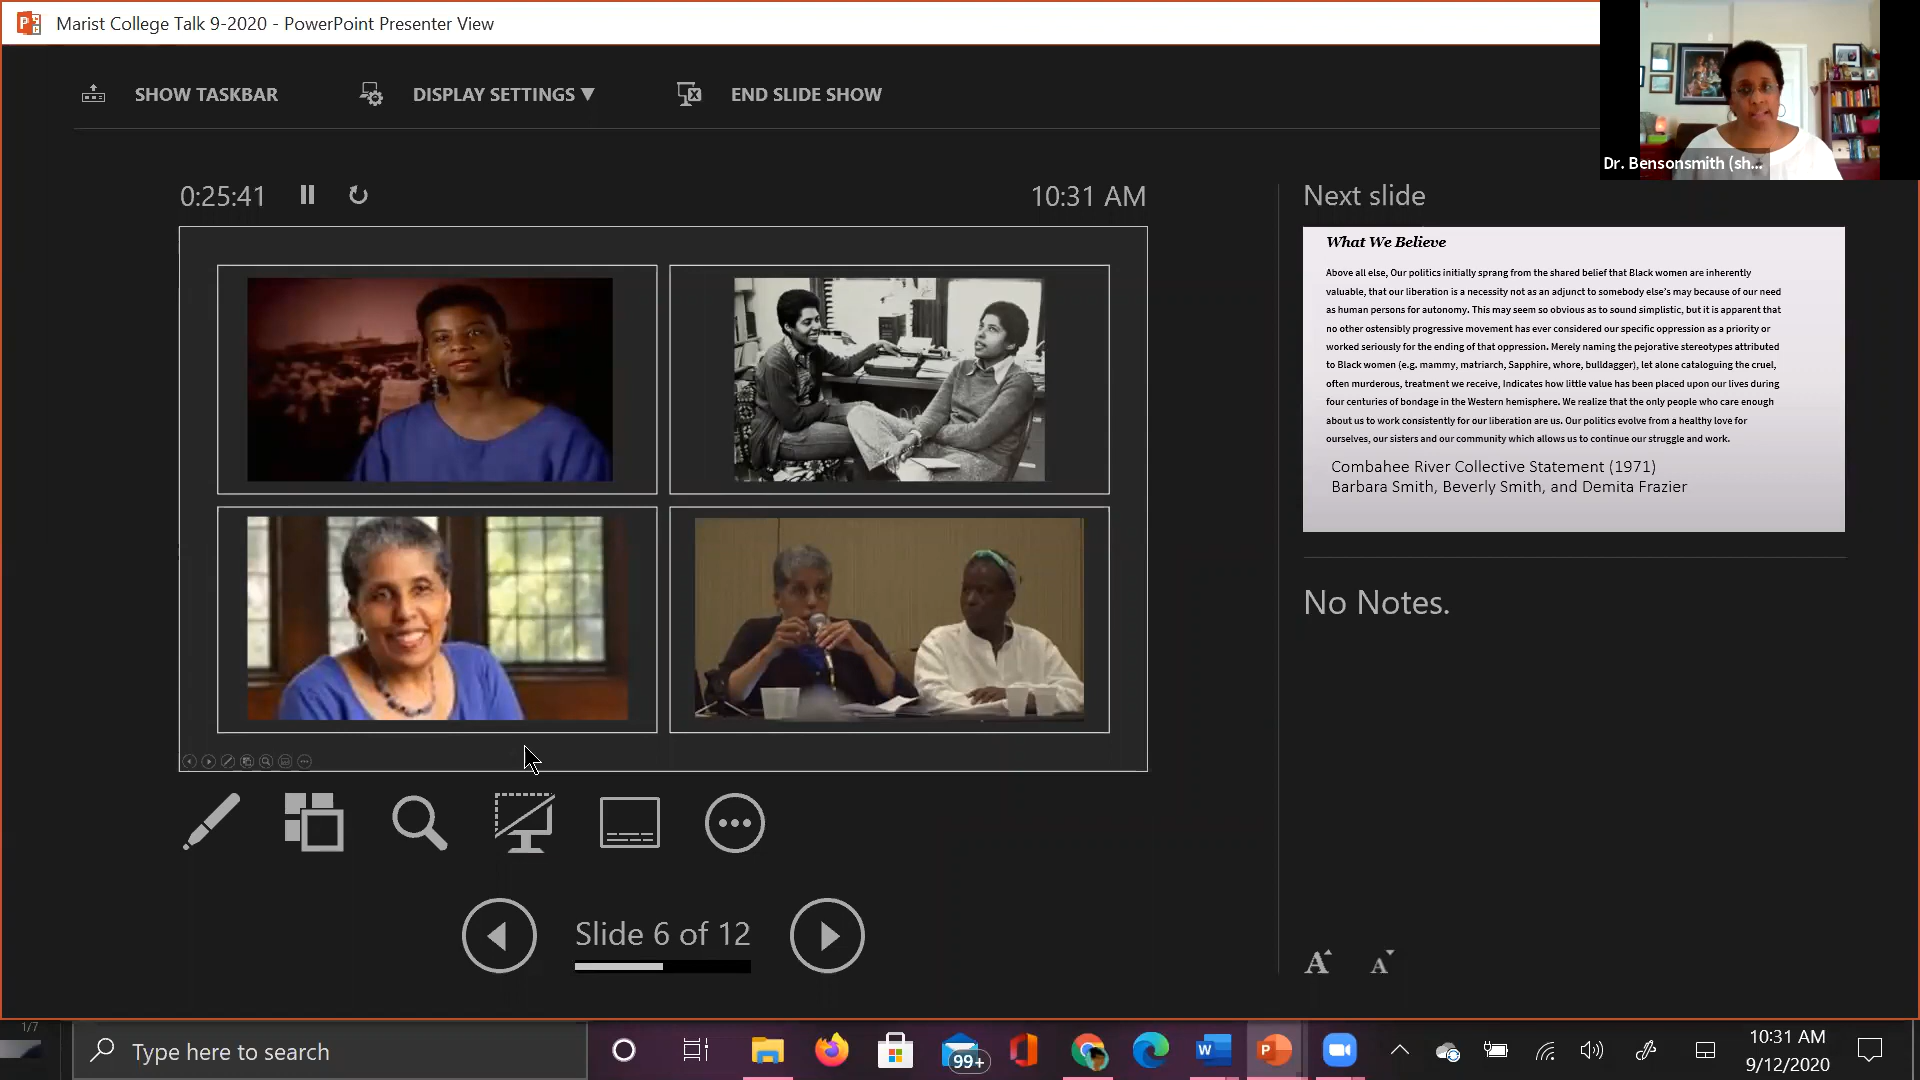 Marist College Talk 9-2020 - PowerPoint Presenter View
SHOW TASKBAR
DISPLAY SETTINGS ▼
END SLIDE SHOW
Dr. Bensonsmith (sh...
0:25:41
10:31 AM
Next slide
What We Believe
Above all else, Our politics initially sprang from the shared belief that Black women are inherently
valuable, that our liberation is a necessity not as an adjunct to somebody else's may because of our need
as human persons for autonomy. This may seem so obvious as to sound simplistic, but it is apparent that
no other ostensibly progressive movement has ever considered our specific oppression as a priority or
worked seriously for the ending of that oppression. Merely naming the pejorative stereotypes attributed
to Black women (e.g. mammy, matriarch, Sapphire, whore, bulldagger), let alone cataloguing the cruel,
often murderous, treatment we receive, Indicates how little value has been placed upon our lives during
four centuries of bondage in the Western hemisphere. We realize that the only people who care enough
about us to work consistently for our liberation are us. Our politics evolve from a healthy love for
ourselves, our sisters and our community which allows us to continue our struggle and work.
Combahee River Collective Statement (1971)
Barbara Smith, Beverly Smith, and Demita Frazier
No Notes.
Slide 6 of 12
A A
1/7
Type here to search
99+
10:31 AM
9/12/2020